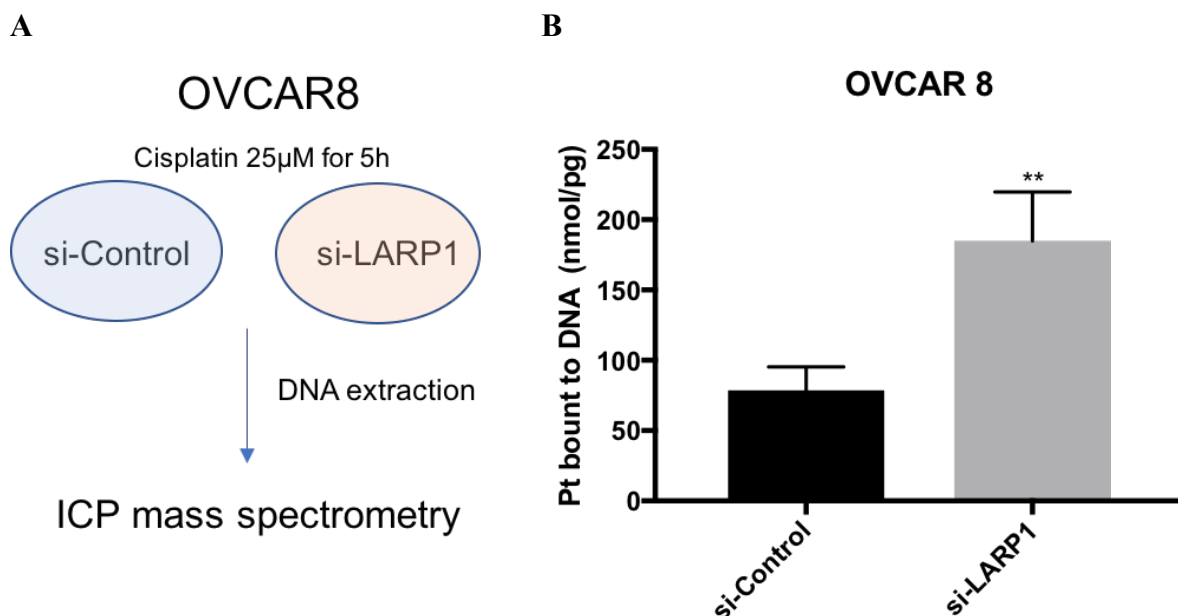 A
OVCAR8
Cisplatin 25μM for 5h
si-Control
si-LARP1
DNA extraction
ICP mass spectrometry
B
OVCAR 8
Pt bount to DNA (nmol/pg)
250
200
150
100
50
0
**
si-Control
si-LARP1